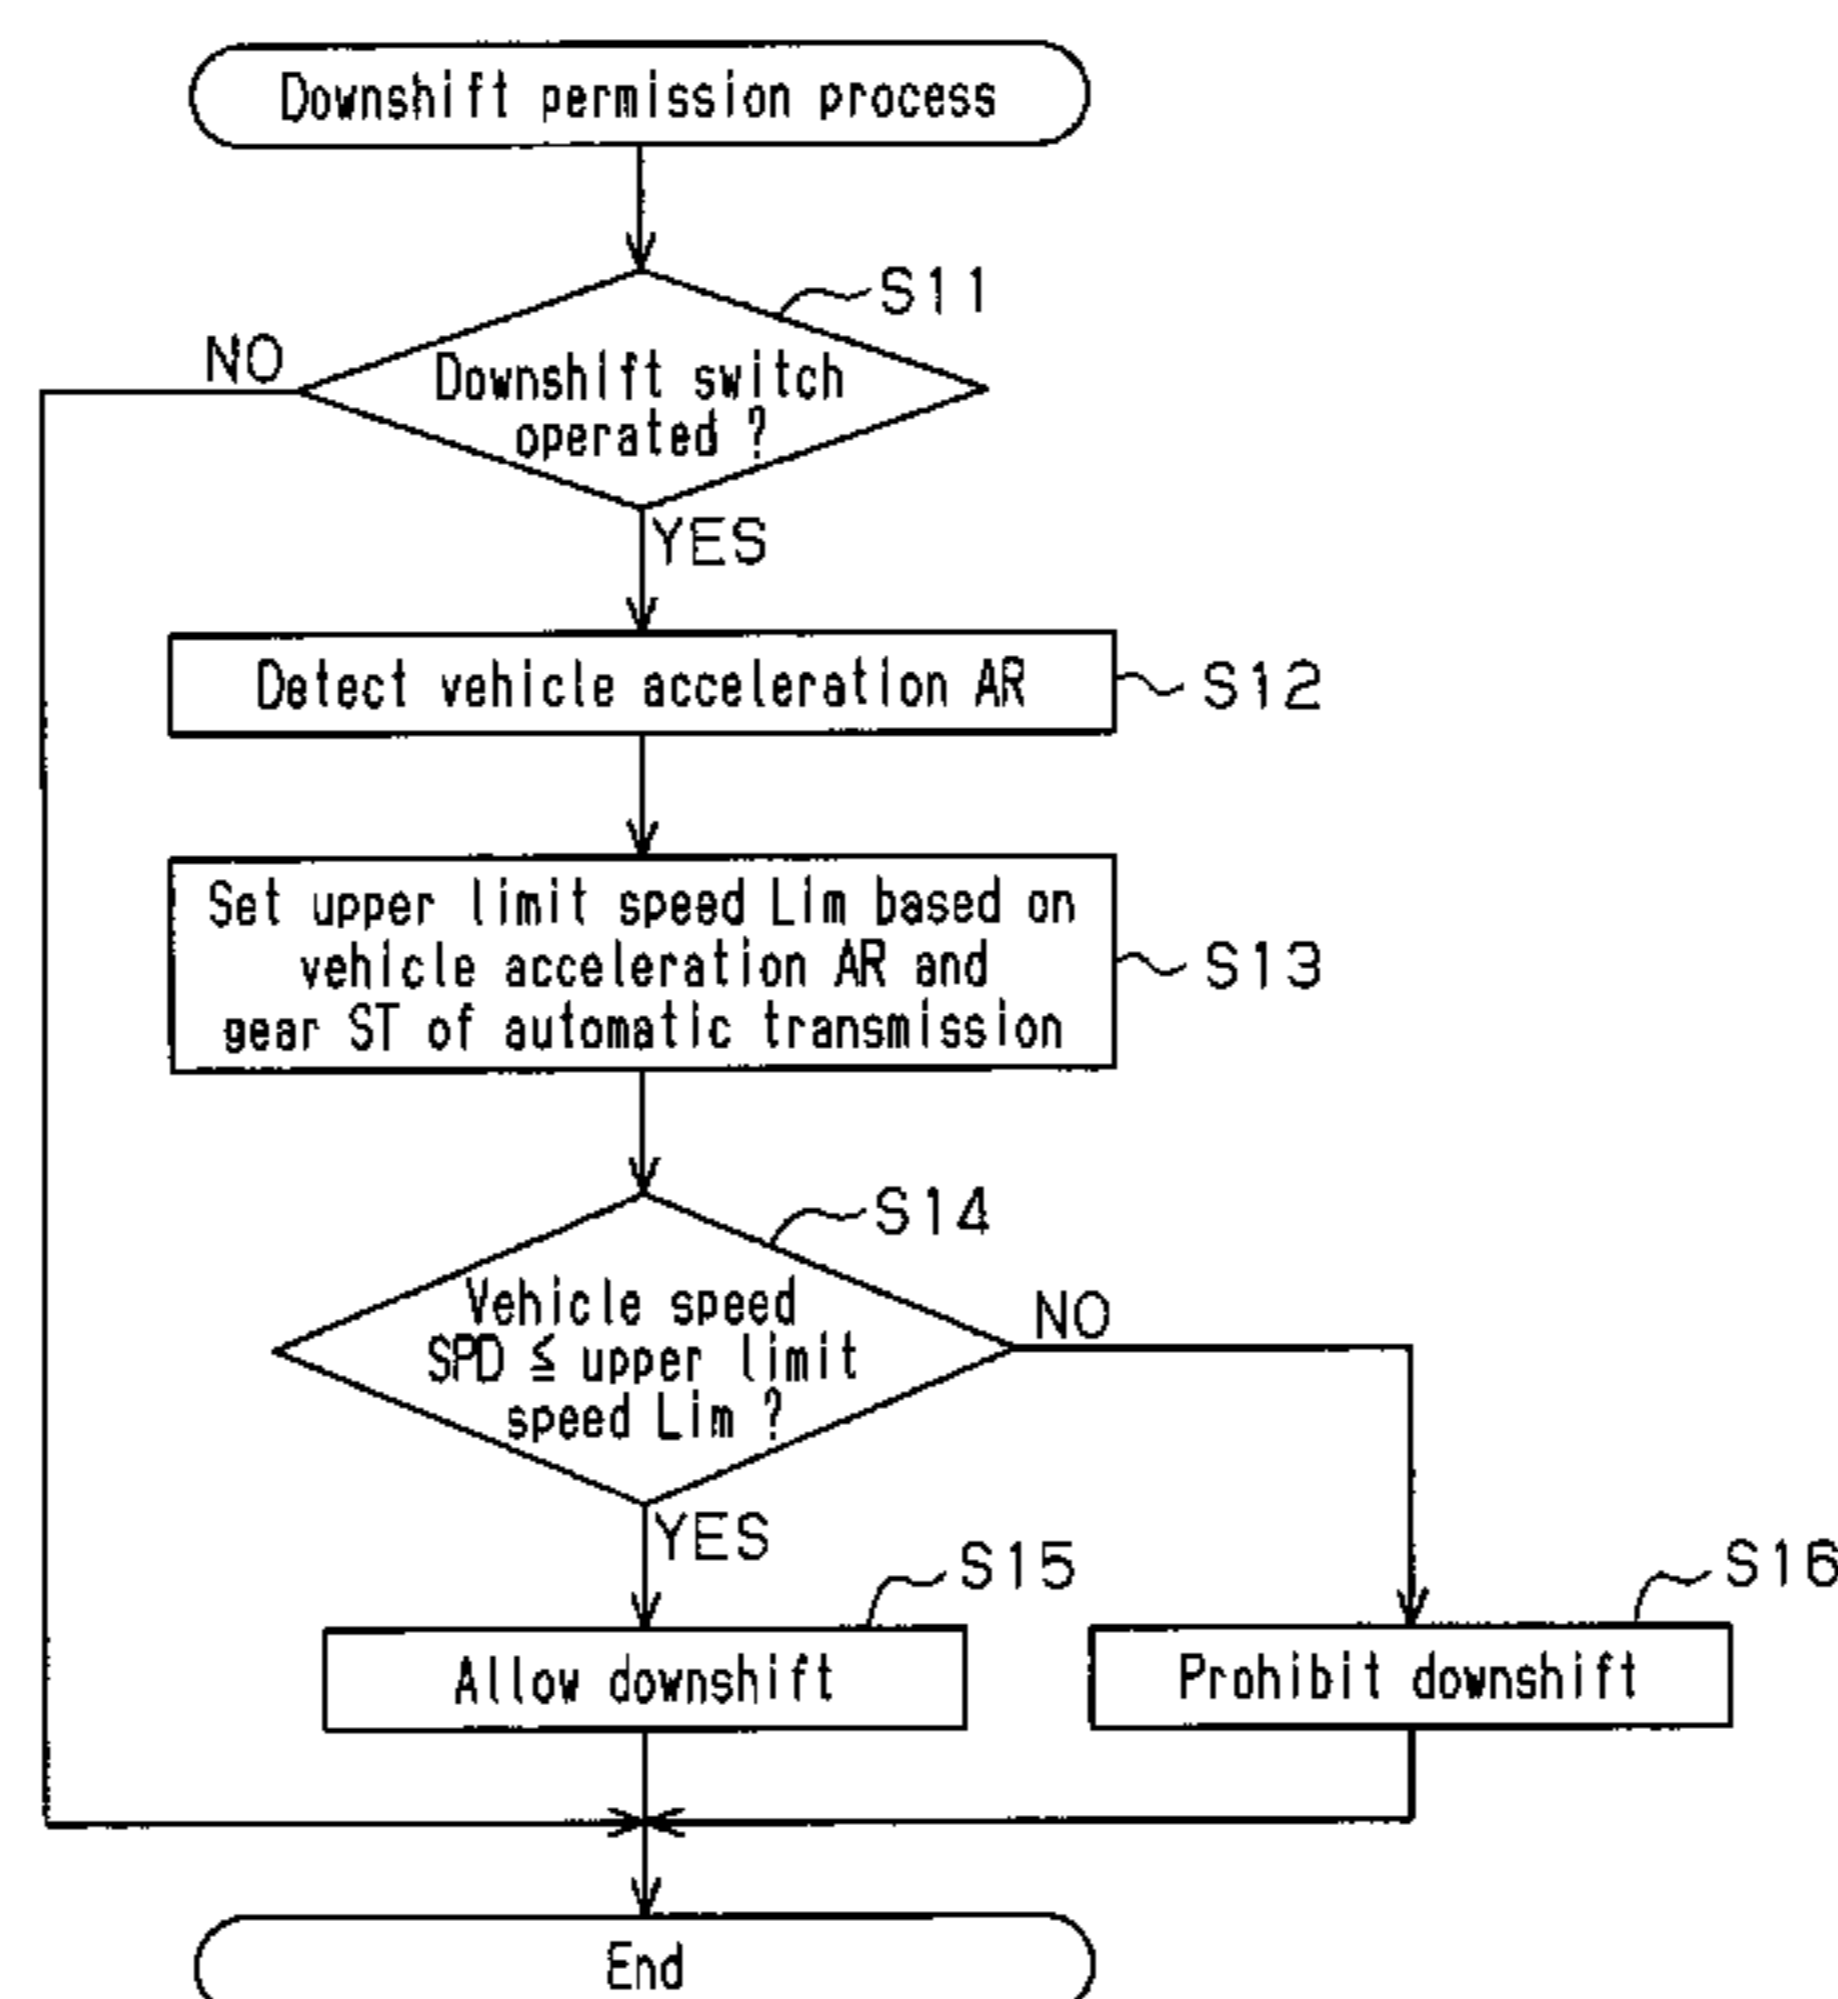 Downshift permission process
S11
NO
Downshift switch
operated ?
YES
Detect vehicle acceleration AR
S12
Set upper limit speed Lim based on
vehicle acceleration AR and
gear ST of automatic transmission
S13
S14
Vehicle speed
SPD ≦ upper limit
speed Lim ?
NO
YES
S15
S16
Allow downshift
Prohibit downshift
End